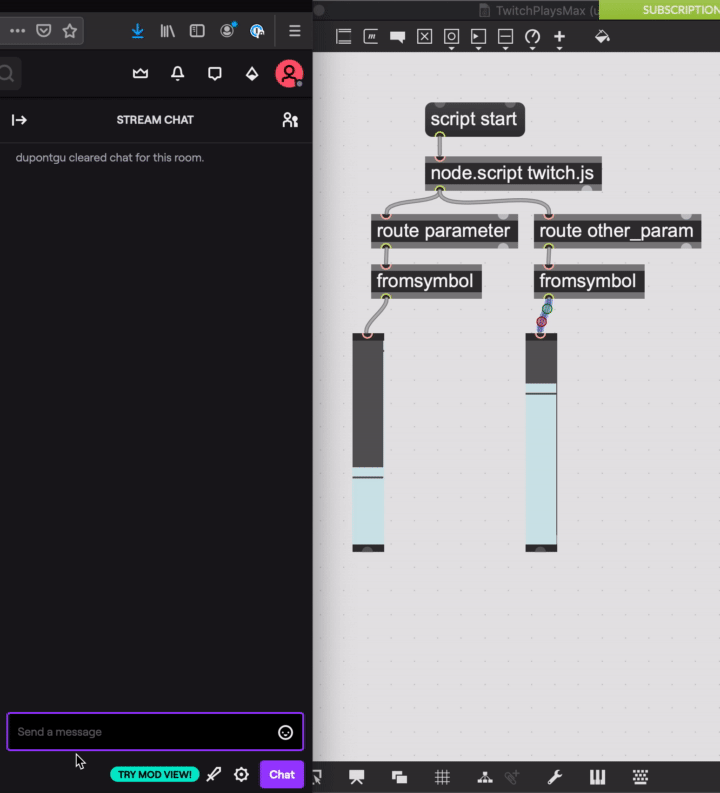 TwitchPlaysMax (u
SUBSCRIPTION
STREAM CHAT
dupontgu cleared chat for this room.
script start
node.script twitch.js
route parameter
route other_param
fromsymbol
fromsymbol
Send a message
TRY MOD VIEW!
Chat